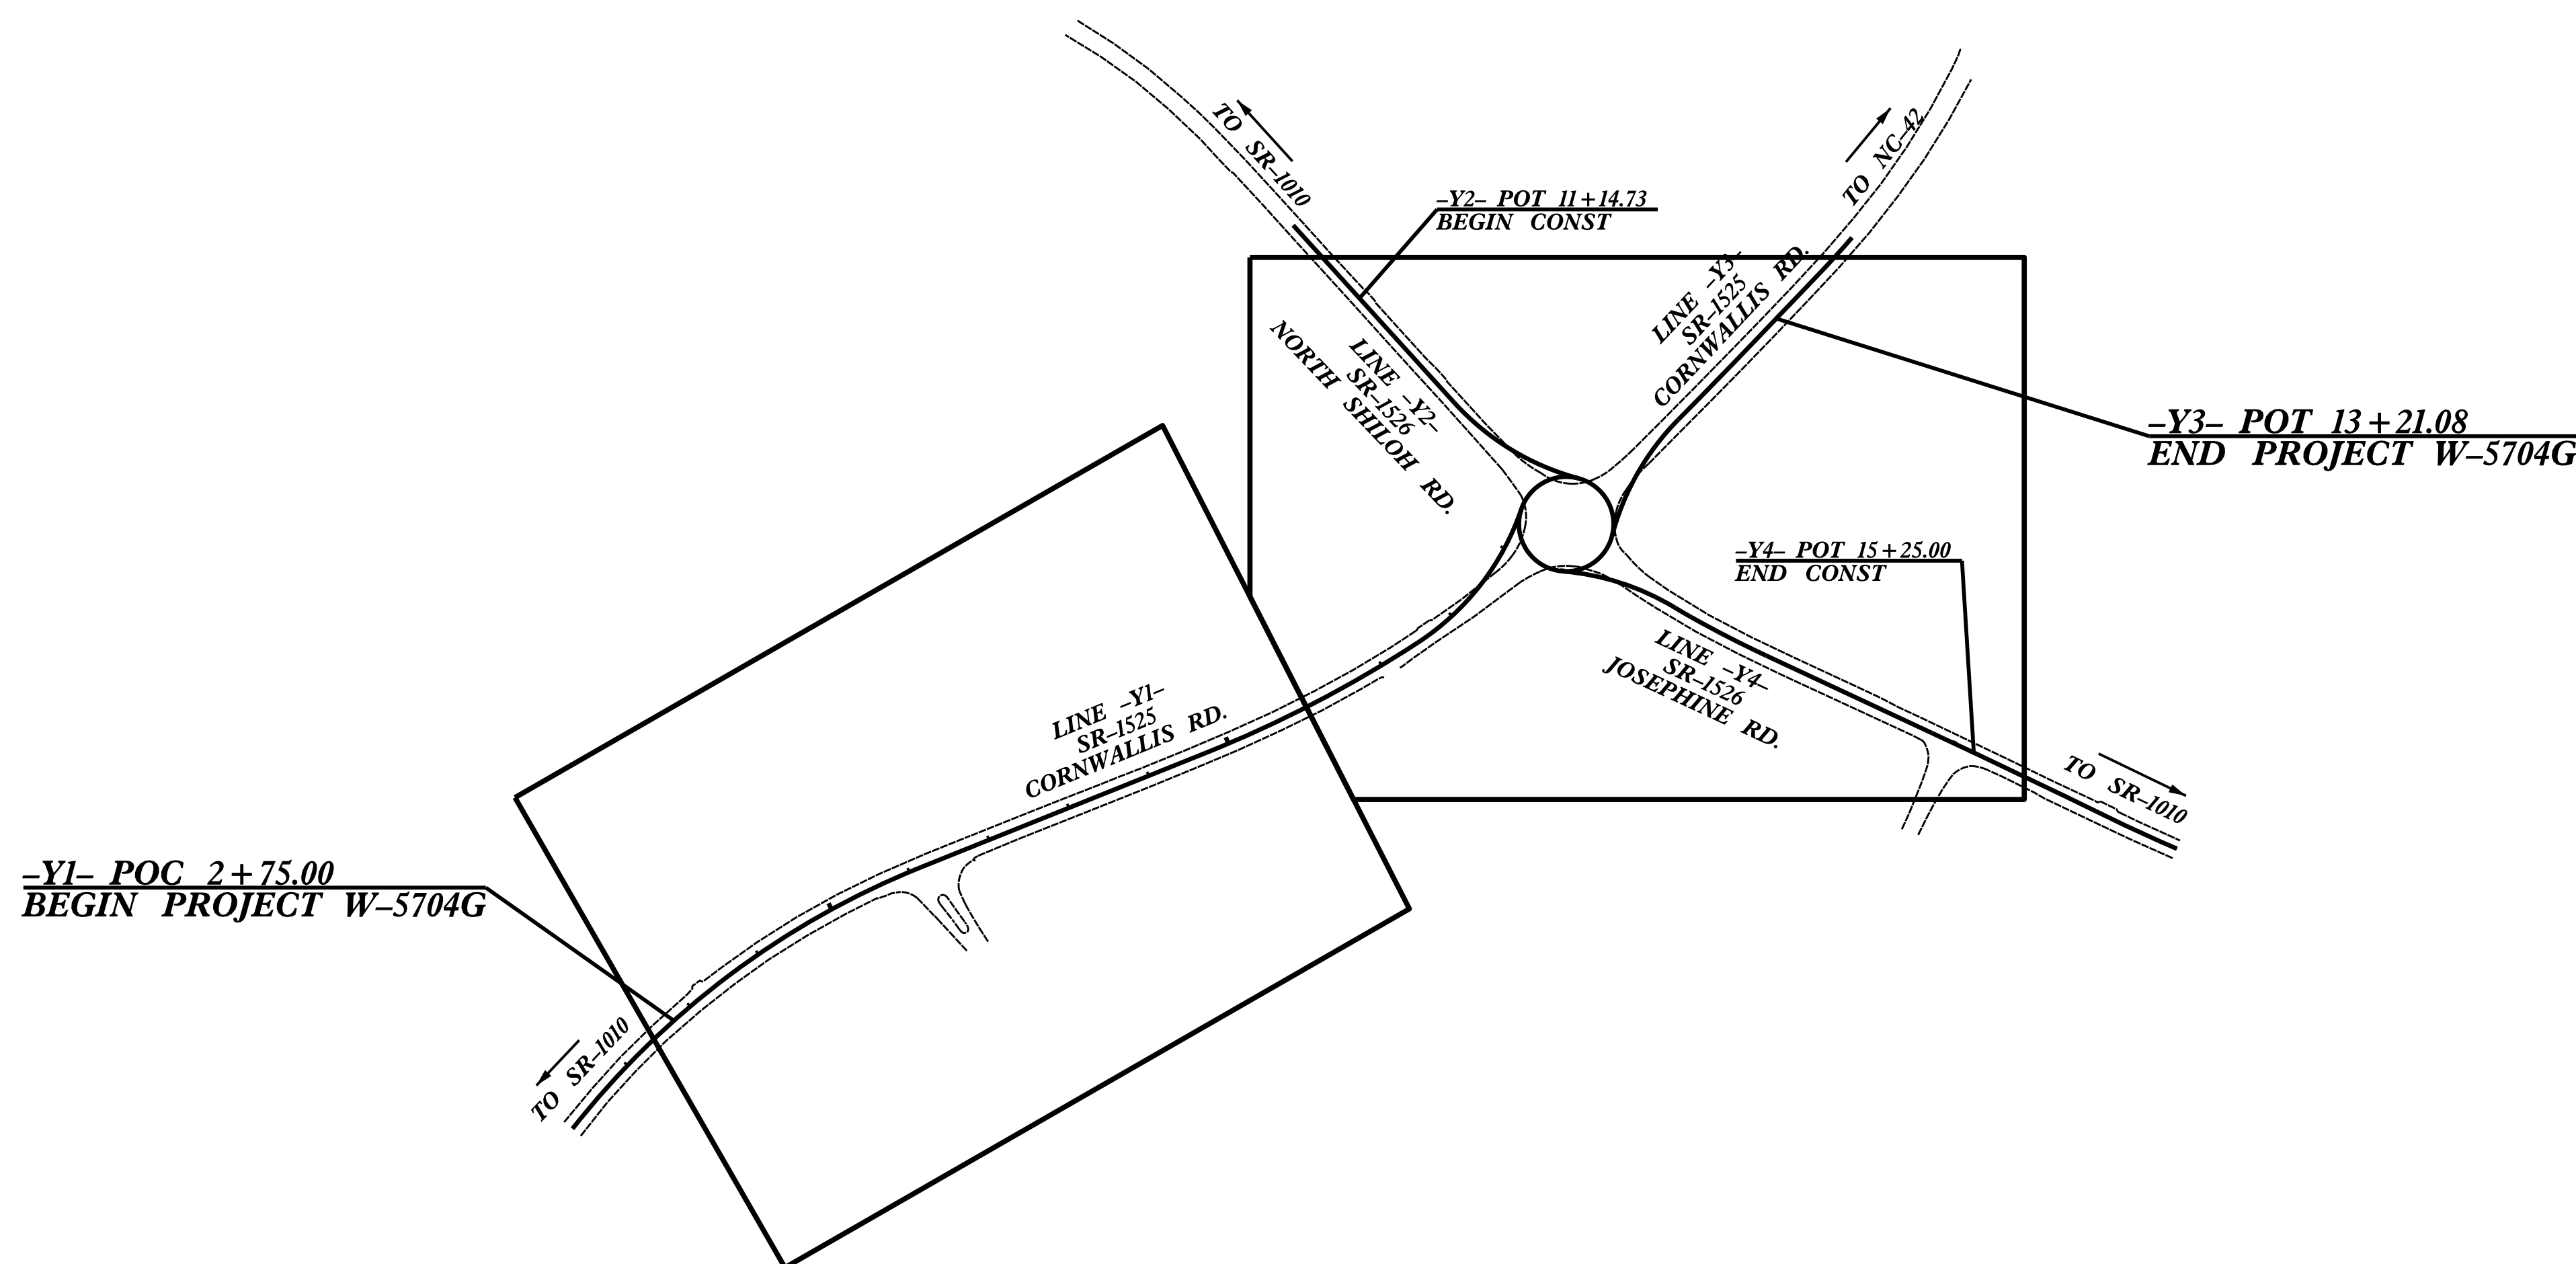 TO SR-1010
TO NC-42
-Y2- POT 11+14.73
BEGIN CONST
LINE -Y3-
SR-1525
CORNWALLIS RD.
LINE -Y2-
SR-1526
NORTH SHILOH RD.
-Y3- POT 13+21.08
END PROJECT W-5704G
-Y4- POT 15+25.00
END CONST
LINE -Y4-
SR-1526
JOSEPHINE RD.
LINE -Y1-
SR-1525
CORNWALLIS RD.
TO SR-1010
-Y1- POC 2+75.00
BEGIN PROJECT W-5704G
TO SR-1010